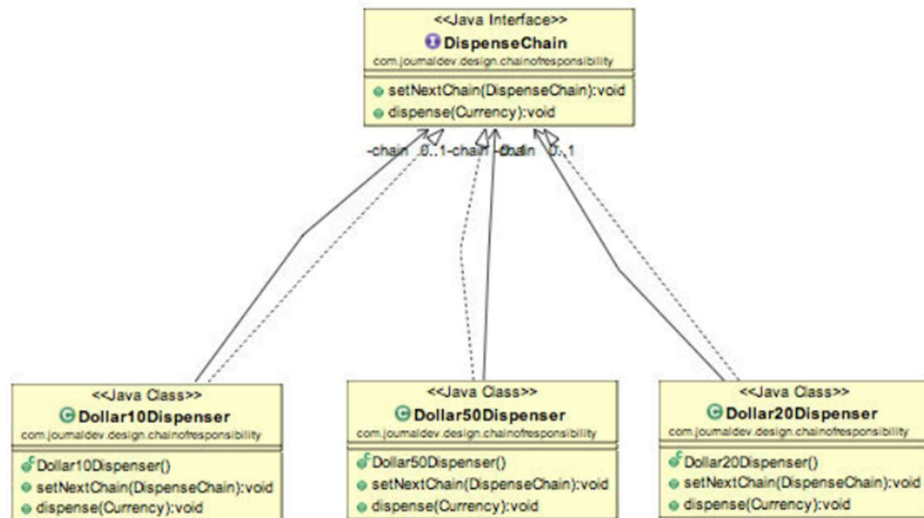 <<Java Interface>>
DispenseChain
com.journaldev.design.chainofresponsibility
setNextChain(DispenseChain):void
dispense(Currency):void
-chain 0..1 -chain 0..1 -chain 0..1
<<Java Class>>
Dollar10Dispenser
com.journaldev.design.chainofresponsibility
Dollar10Dispenser()
setNextChain(DispenseChain):void
dispense(Currency):void
<<Java Class>>
Dollar50Dispenser
com.journaldev.design.chainofresponsibility
Dollar50Dispenser()
setNextChain(DispenseChain):void
dispense(Currency):void
<<Java Class>>
Dollar20Dispenser
com.journaldev.design.chainofresponsibility
Dollar20Dispenser()
setNextChain(DispenseChain):void
dispense(Currency):void